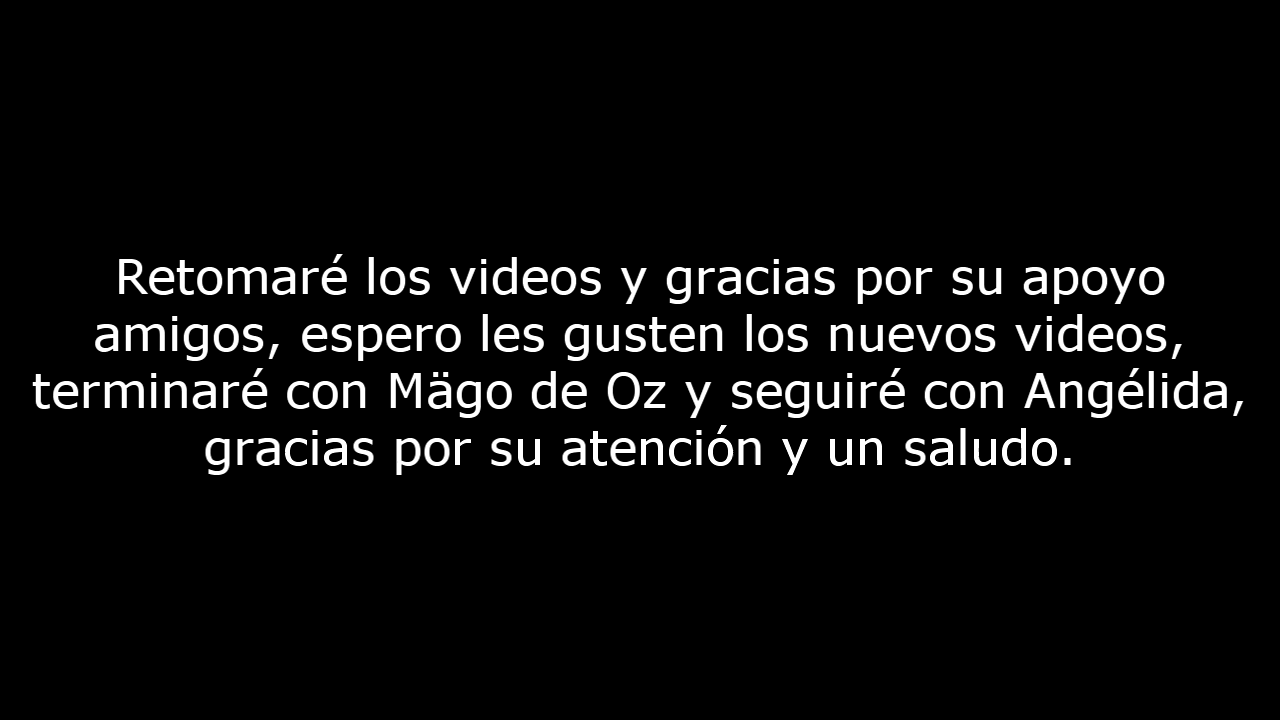 Retomaré los videos y gracias por su apoyo
amigos, espero les gusten los nuevos videos,
terminaré con Mägo de Oz y seguiré con Angélida,
gracias por su atención y un saludo.